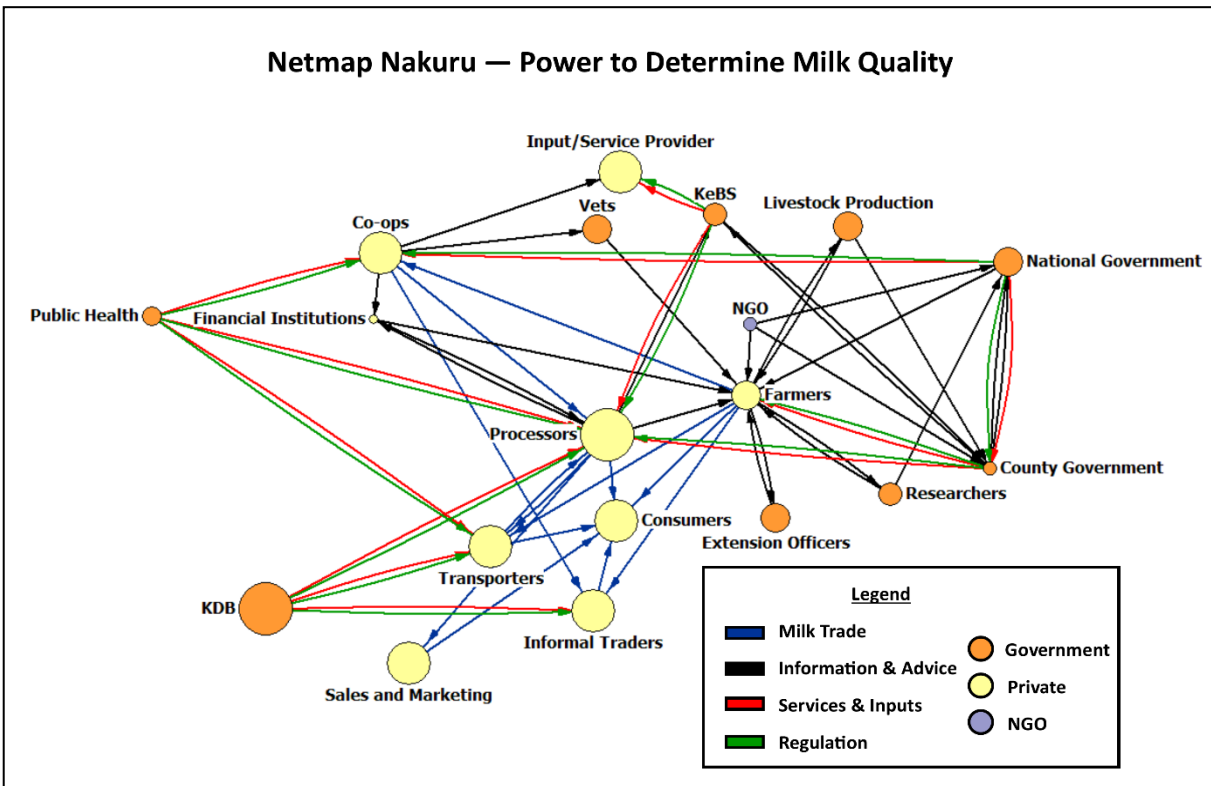 Netmap Nakuru — Power to Determine Milk Quality
Input/Service Provider
KeBS
Livestock Production
Vets
Co-ops
National Government
Public Health
Financial Institutions
NGO
Farmers
Processors
County Government
Researchers
Consumers
Extension Officers
Transporters
KDB
Informal Traders
Sales and Marketing
Legend
Milk Trade
Information & Advice
Services & Inputs
Regulation
Government
Private
NGO